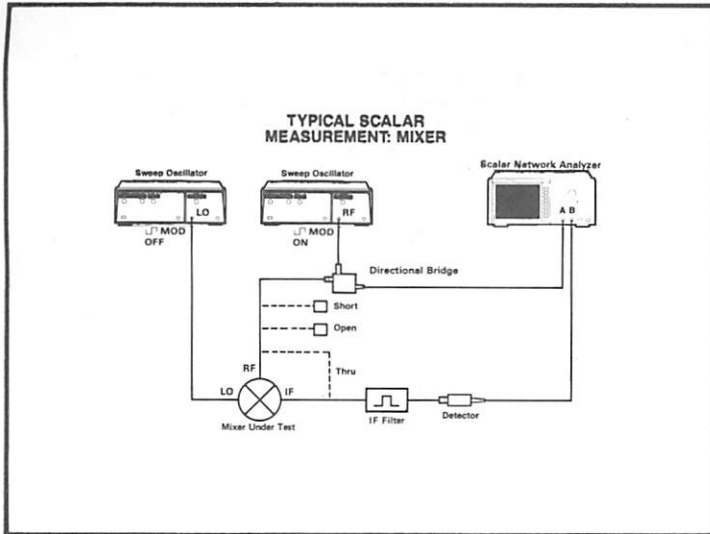 TYPICAL SCALAR
MEASUREMENT: MIXER
Sweep Oscillator
Sweep Oscillator
Scalar Network Analyzer
LO
RF
A B
MOD
OFF
MOD
ON
Directional Bridge
Short
Open
RF
Thru
LO
IF
Mixer Under Test
IF Filter
Detector